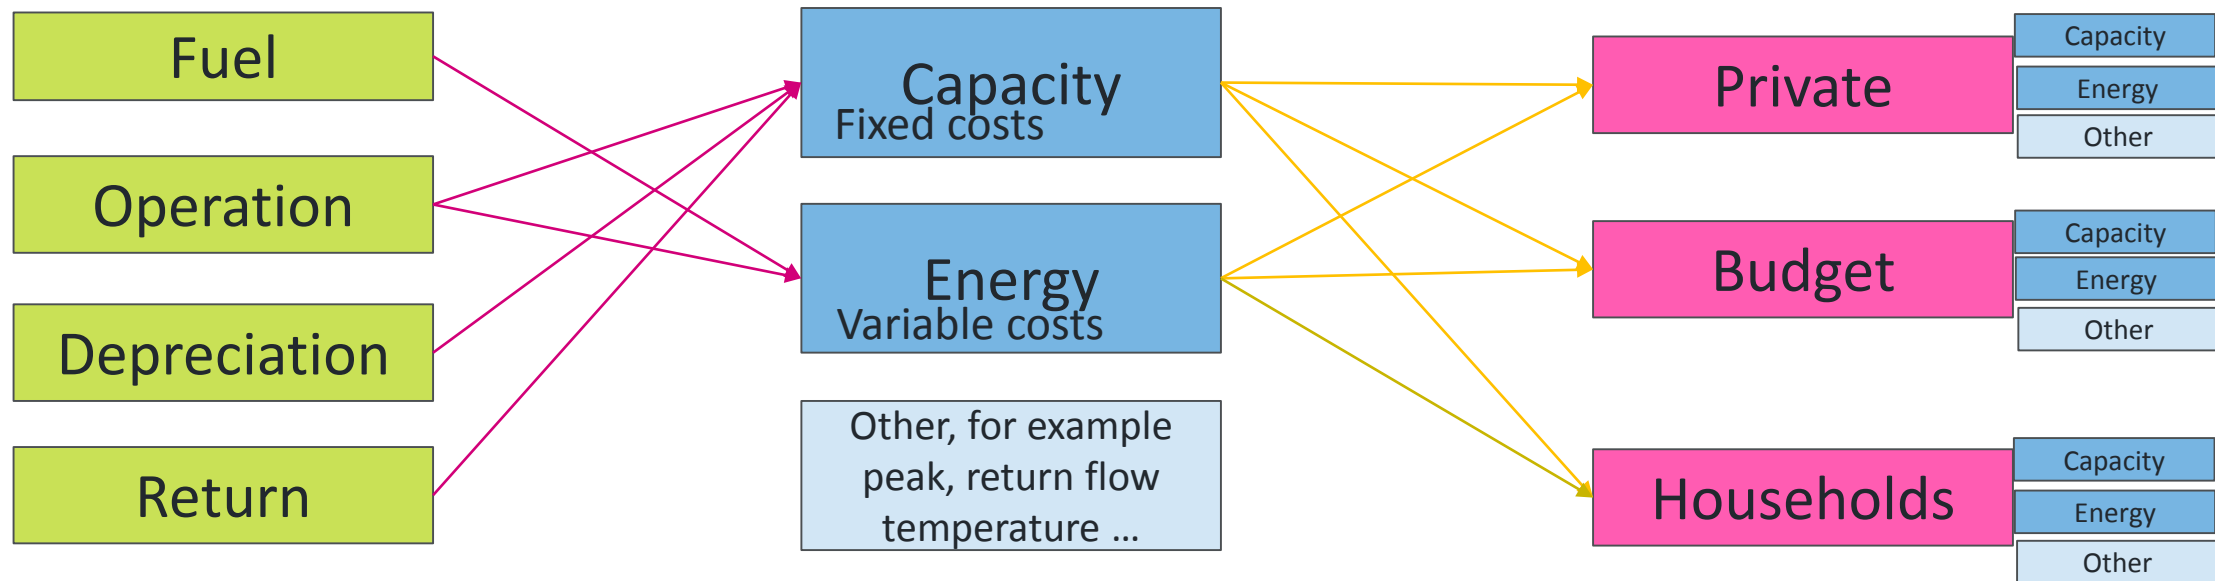 Fuel
Operation
Depreciation
Return
Capacity
Fixed costs
Energy
Variable costs
Other, for example
peak, return flow
temperature ...
Private
Capacity
Energy
Other
Budget
Capacity
Energy
Other
Households
Capacity
Energy
Other